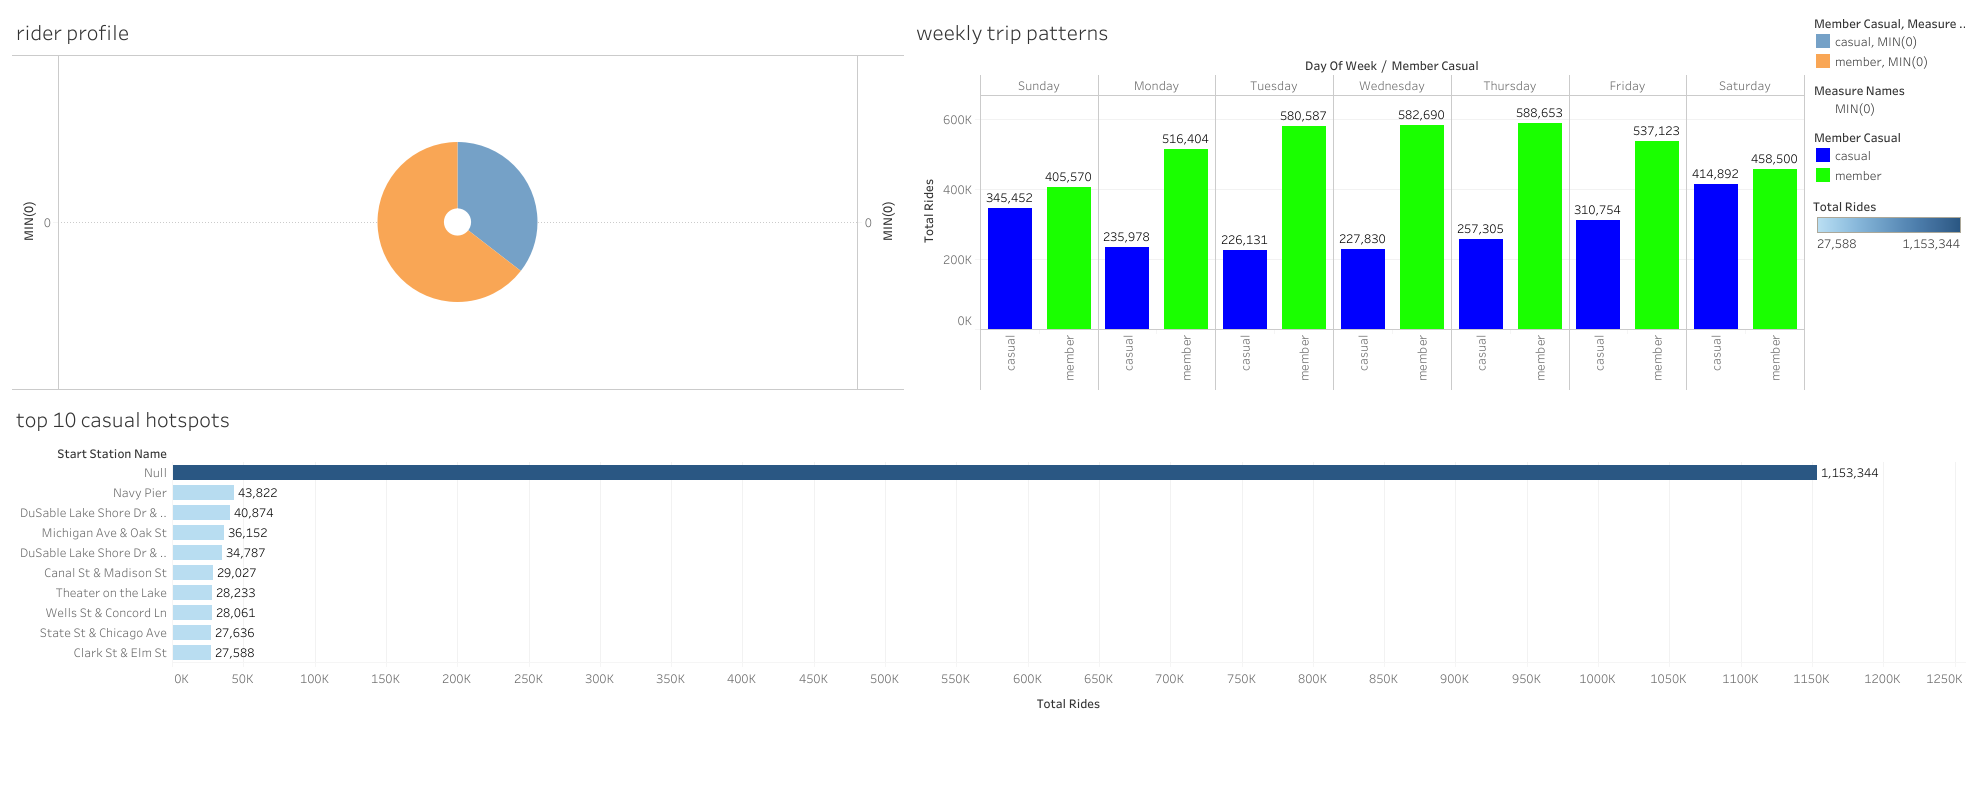 rider profile
MIN(0)
0
0
MIN(0)
weekly trip patterns
Day Of Week / Member Casual
Sunday Monday Tuesday Wednesday Thursday Friday Saturday
Total Rides
600K
400K
200K
0K
345,452 405,570 235,978 516,404 226,131 580,587 227,830 582,690 257,305 588,653 310,754 537,123 414,892 458,500
casual member casual member casual member casual member casual member casual member casual member
Member Casual, Measure ..
casual, MIN(0)
member, MIN(0)
Measure Names
MIN(0)
Member Casual
casual
member
Total Rides
27,588 1,153,344
top 10 casual hotspots
Start Station Name
Null 1,153,344
Navy Pier 43,822
DuSable Lake Shore Dr & .. 40,874
Michigan Ave & Oak St 36,152
DuSable Lake Shore Dr & .. 34,787
Canal St & Madison St 29,027
Theater on the Lake 28,233
Wells St & Concord Ln 28,061
State St & Chicago Ave 27,636
Clark St & Elm St 27,588
0K 50K 100K 150K 200K 250K 300K 350K 400K 450K 500K 550K 600K 650K 700K 750K 800K 850K 900K 950K 1000K 1050K 1100K 1150K 1200K 1250K
Total Rides